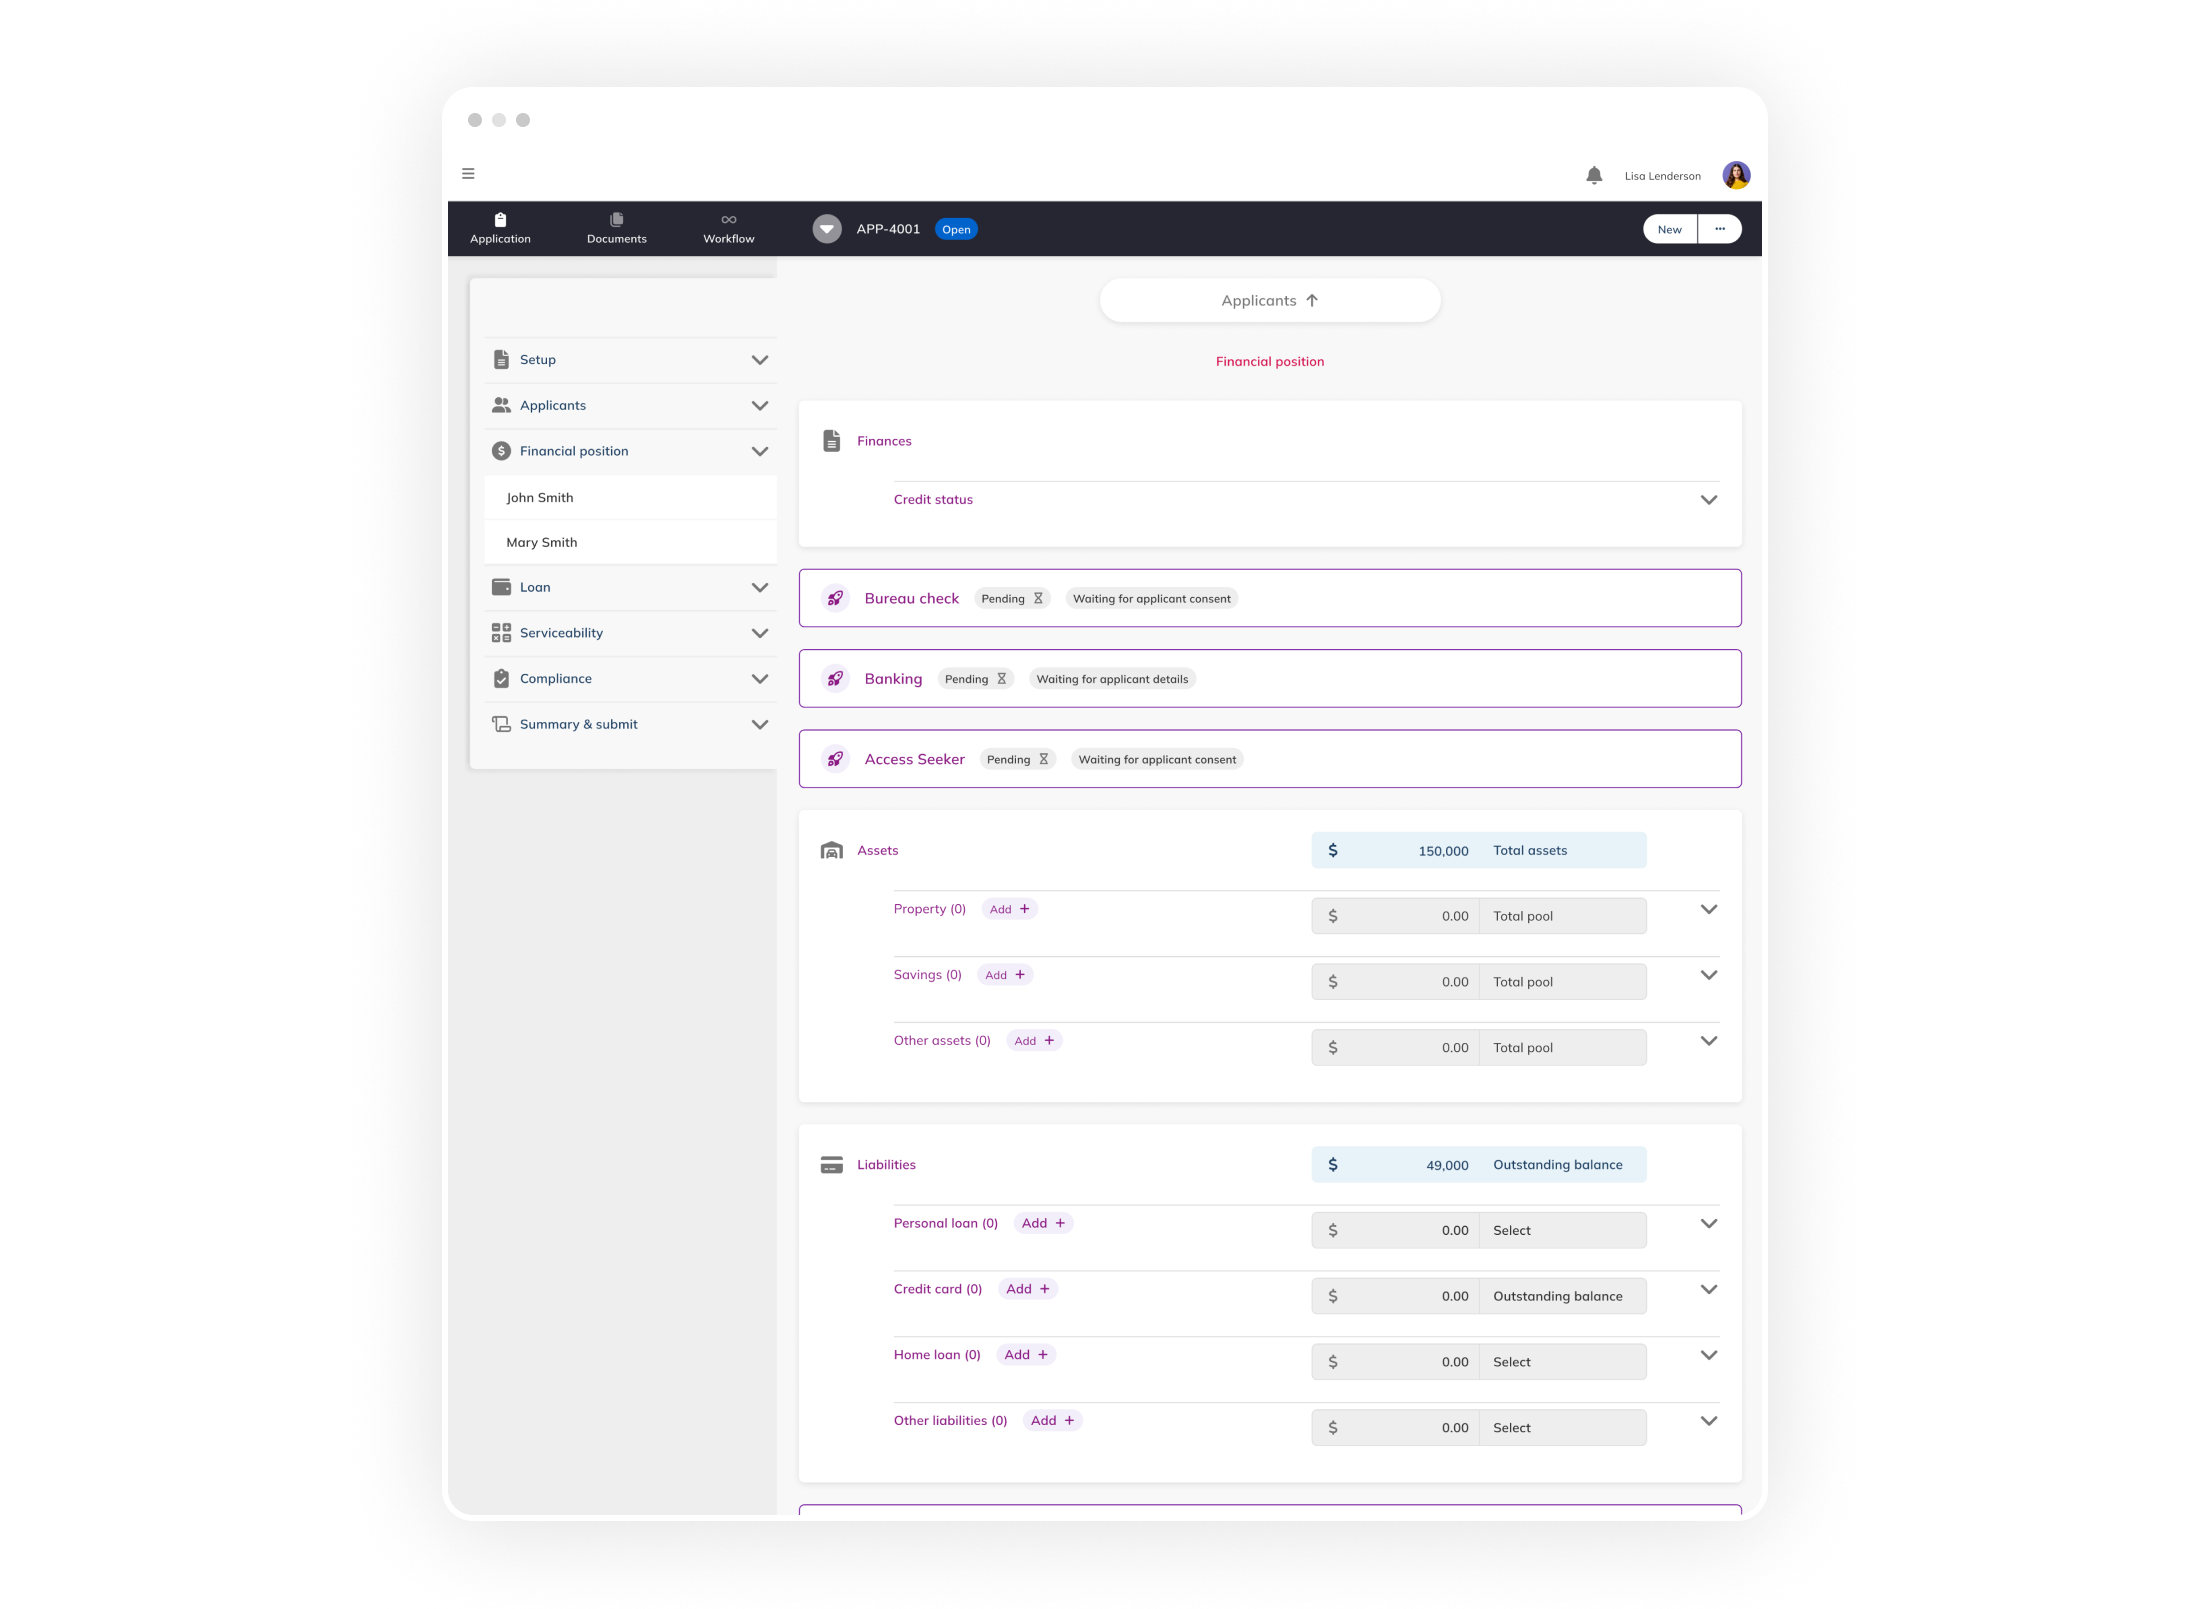 Lisa Lenderson
Application
Documents
Workflow
APP-4001
Open
New
...
Setup
Applicants
Financial position
John Smith
Mary Smith
Loan
Serviceability
Compliance
Summary & submit
Applicants ↑
Financial position
Finances
Credit status
Bureau check Pending Waiting for applicant consent
Banking Pending Waiting for applicant details
Access Seeker Pending Waiting for applicant consent
Assets $ 150,000 Total assets
Property (0) Add + $ 0.00 Total pool
Savings (0) Add + $ 0.00 Total pool
Other assets (0) Add + $ 0.00 Total pool
Liabilities $ 49,000 Outstanding balance
Personal loan (0) Add + $ 0.00 Select
Credit card (0) Add + $ 0.00 Outstanding balance
Home loan (0) Add + $ 0.00 Select
Other liabilities (0) Add + $ 0.00 Select